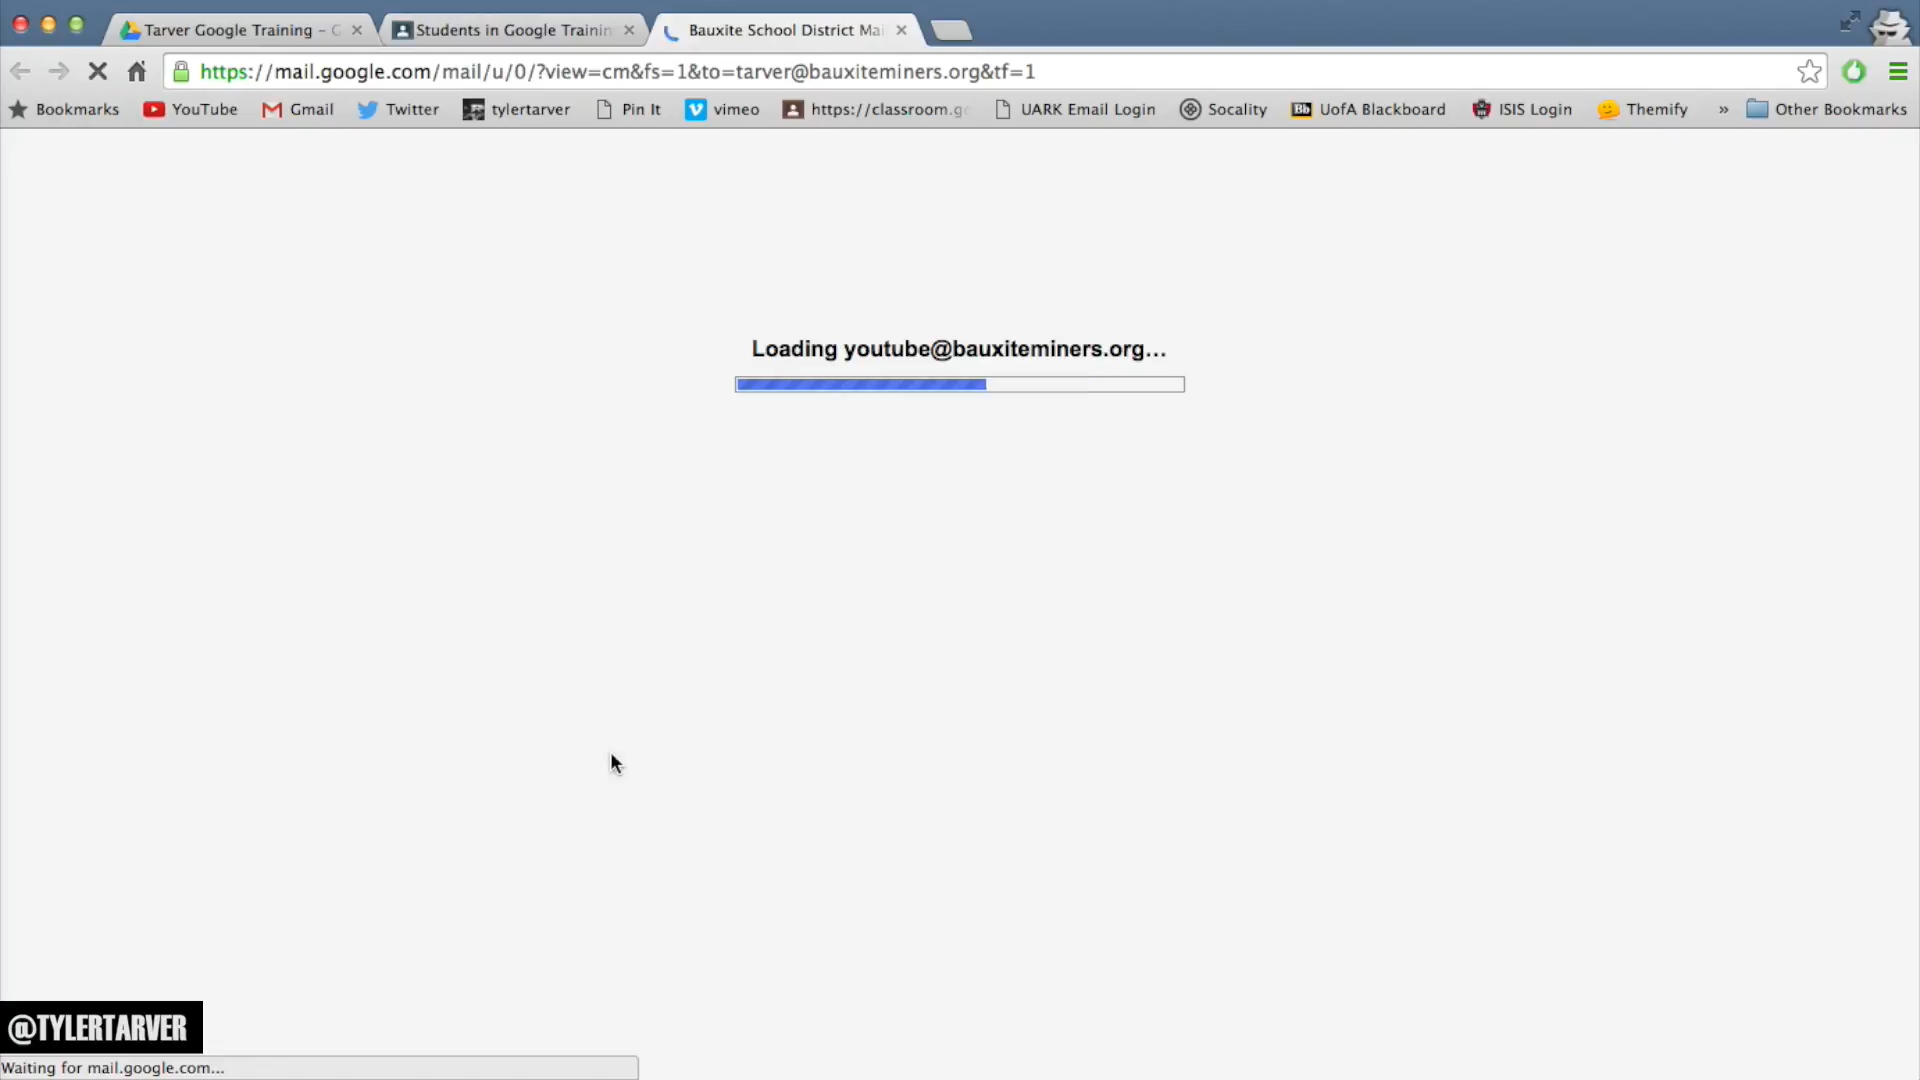 Tarver Google Training – G
Students in Google Trainin
Bauxite School District Mai
https://mail.google.com/mail/u/0/?view=cm&fs=1&to=tarver@bauxiteminers.org&tf=1
Bookmarks YouTube Gmail Twitter tylertarver Pin It vimeo https://classroom.go UARK Email Login Socality Bb UofA Blackboard ISIS Login Themify » Other Bookmarks
Loading youtube@bauxiteminers.org...
@TYLERTARVER
Waiting for mail.google.com...